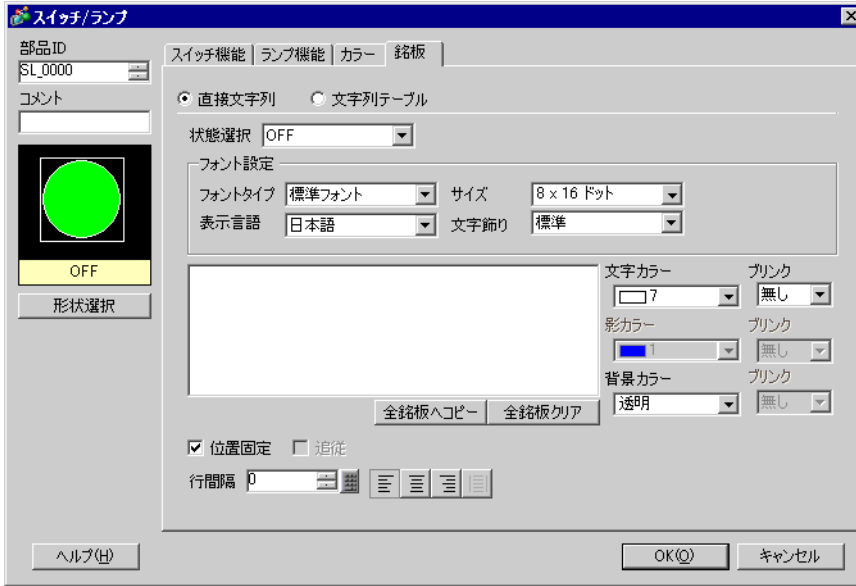 スイッチ/ランプ
部品ID
SL_0000
コメント
OFF
形状選択
スイッチ機能 ランプ機能 カラー 銘板
直接文字列 文字列テーブル
状態選択 OFF
フォント設定
フォントタイプ 標準フォント サイズ 8 x 16 ドット
表示言語 日本語 文字飾り 標準
文字カラー ブリンク
7 無し
影カラー ブリンク
1 無し
背景カラー ブリンク
透明 無し
全銘板へコピー 全銘板クリア
位置固定 追従
行間隔 0
ヘルプ(H) OK(O) キャンセル